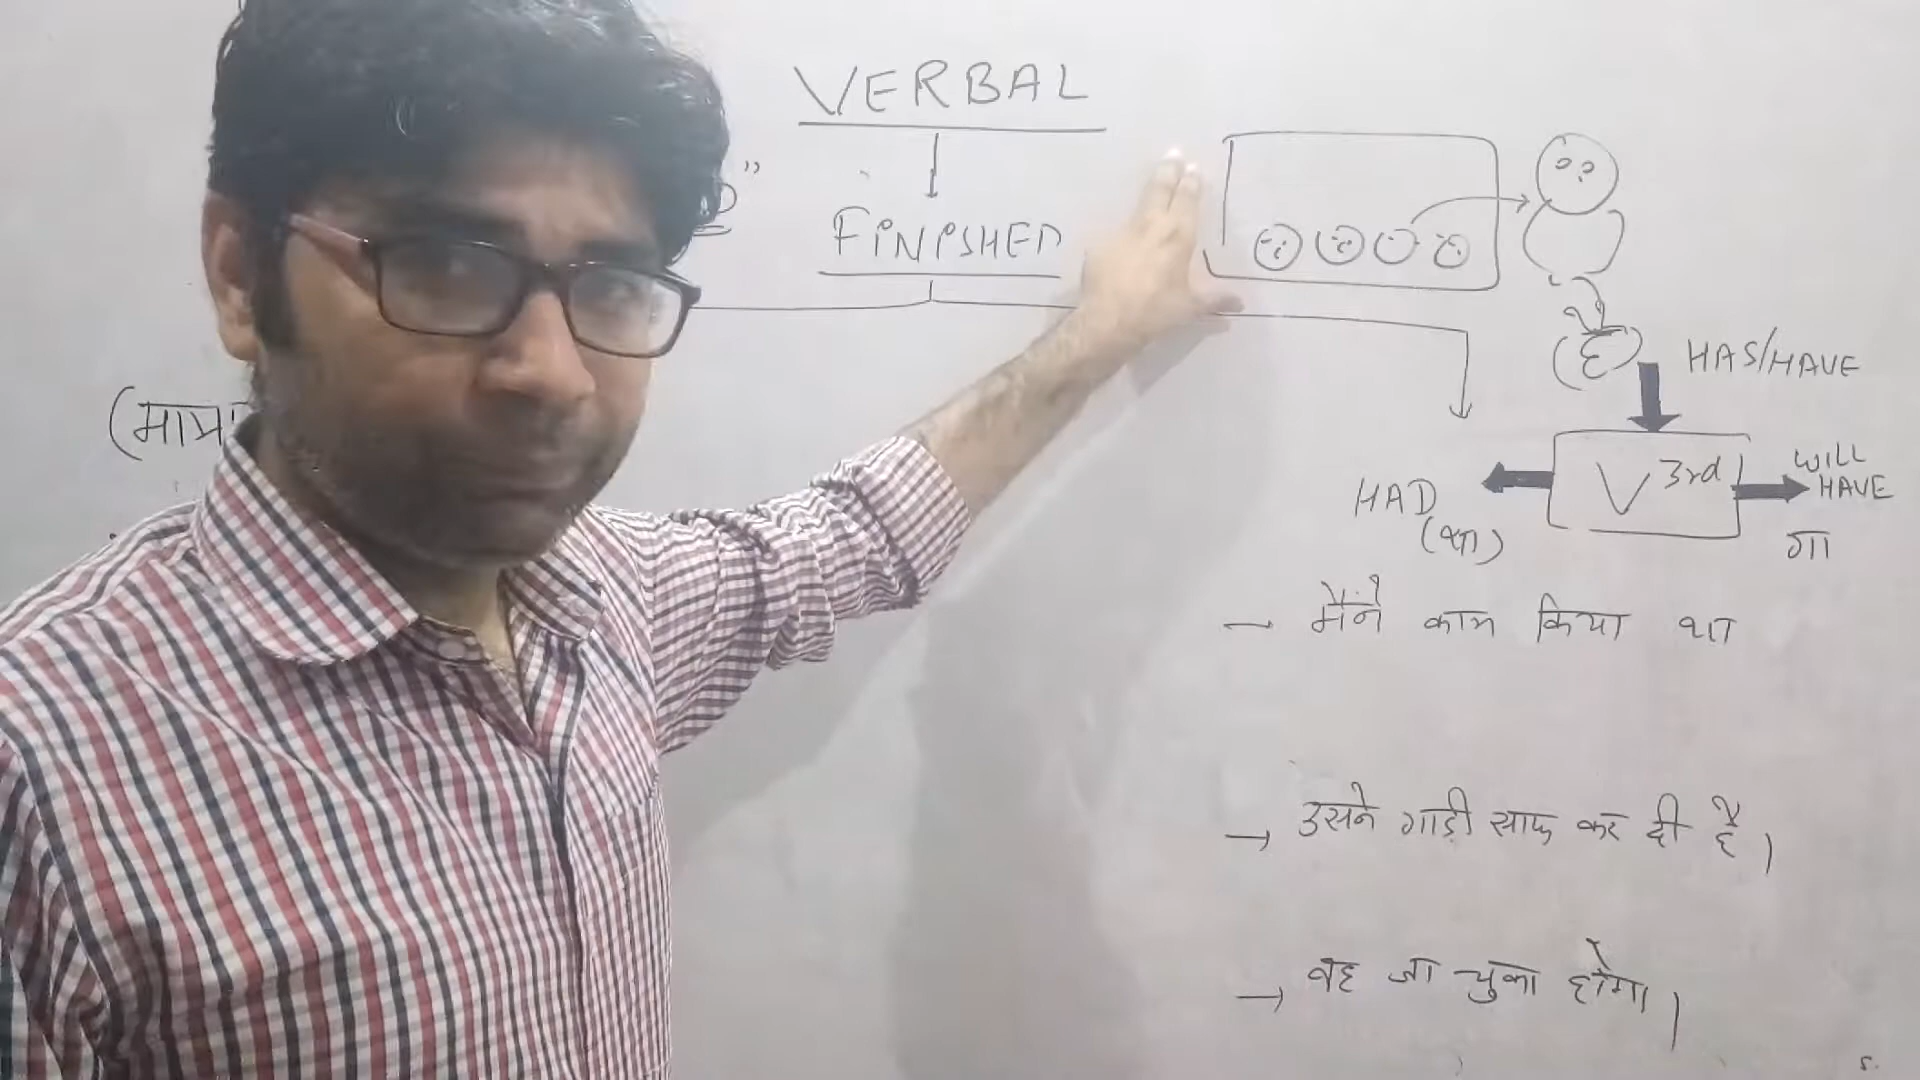 VERBAL
FINISHED
(है)
HAS/HAVE
V 3rd
WILL
HAVE
HAD
(था)
गा
— मैंने काम किया था
→ उसने गाड़ी साफ कर दी है।
→ वह जा चुका होगा।